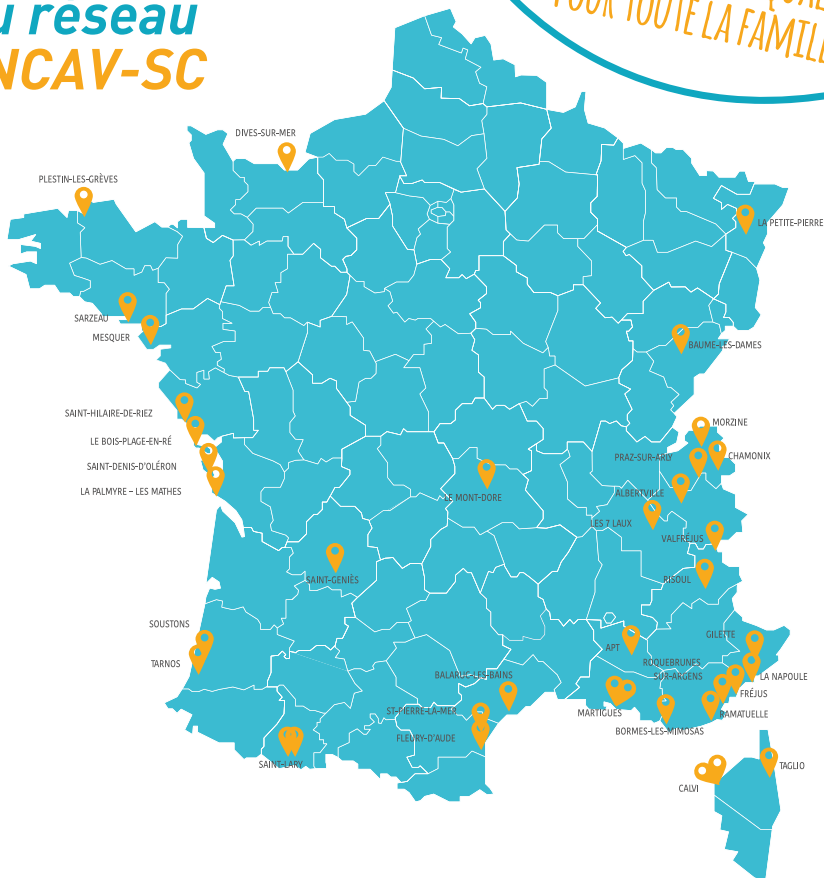 u réseau
NCAV-SC
POUR TOUTE LA FAMILL
DIVES-SUR-MER
PLESTIN-LES-GRÈVES
LA PETITE-PIERRE
SARZEAU
MESQUER
BAUME-LES-DAMES
SAINT-HILAIRE-DE-RIEZ
MORZINE
LE BOIS-PLAGE-EN-RÉ
PRAZ-SUR-ARLY
CHAMONIX
SAINT-DENIS-D'OLÉRON
LA PALMYRE – LES MATHES
ALBERTVILLE
LE MONT-DORE
LES 7 LAUX
VALFRÉJUS
SAINT-GENIÈS
RISOUL
SOUSTONS
GILETTE
APT
TARNOS
ROQUEBRUNES
SUR-ARGENS
BALARUC-LES-BAINS
LA NAPOULE
FRÉJUS
ST-PIERRE-LA-MER
MARTIGUES
RAMATUELLE
BORMES-LES-MIMOSAS
FLEURY-D'AUDE
SAINT-LARY
TAGLIO
CALVI